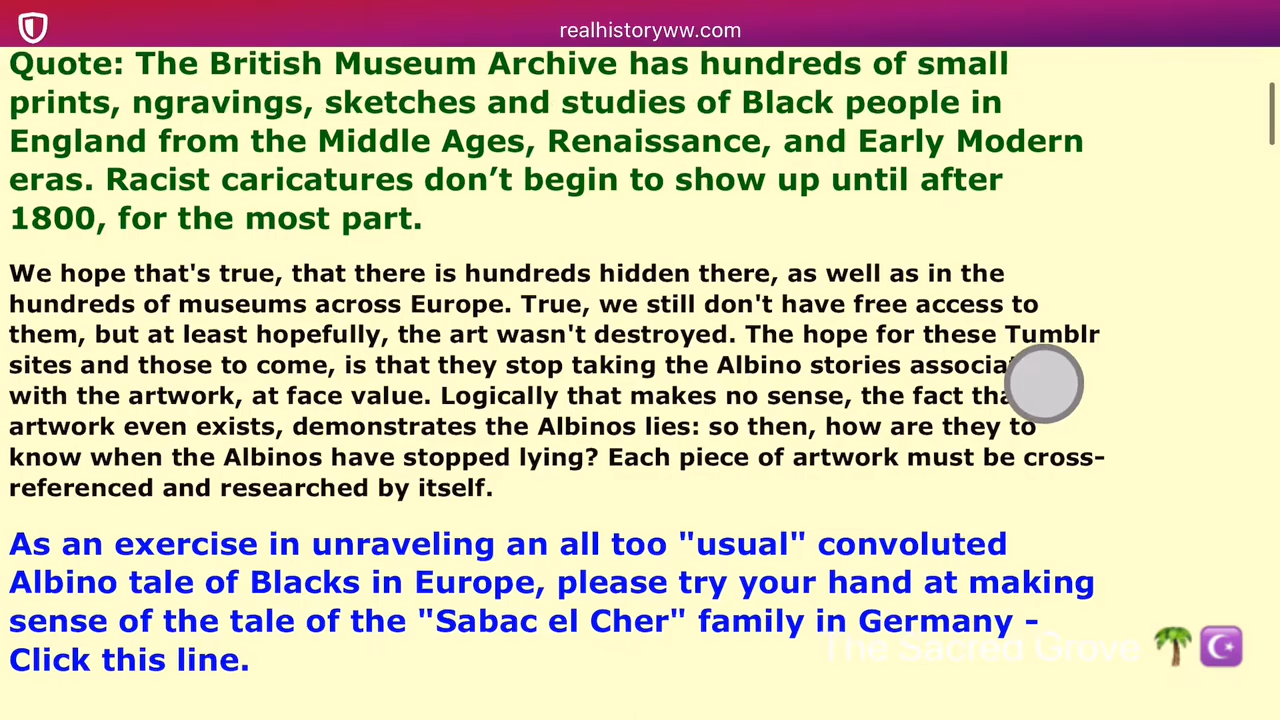 realhistoryww.com
Quote: The British Museum Archive has hundreds of small
prints, ngravings, sketches and studies of Black people in
England from the Middle Ages, Renaissance, and Early Modern
eras. Racist caricatures don’t begin to show up until after
1800, for the most part.
We hope that's true, that there is hundreds hidden there, as well as in the
hundreds of museums across Europe. True, we still don't have free access to
them, but at least hopefully, the art wasn't destroyed. The hope for these Tumblr
sites and those to come, is that they stop taking the Albino stories
with the artwork, at face value. Logically that makes no sense, the fact
artwork even exists, demonstrates the Albinos lies: so then, how are they to
know when the Albinos have stopped lying? Each piece of artwork must be cross-
referenced and researched by itself.
As an exercise in unraveling an all too "usual" convoluted
Albino tale of Blacks in Europe, please try your hand at making
sense of the tale of the "Sabac el Cher" family in Germany -
Click this line.
The Sacred Grove